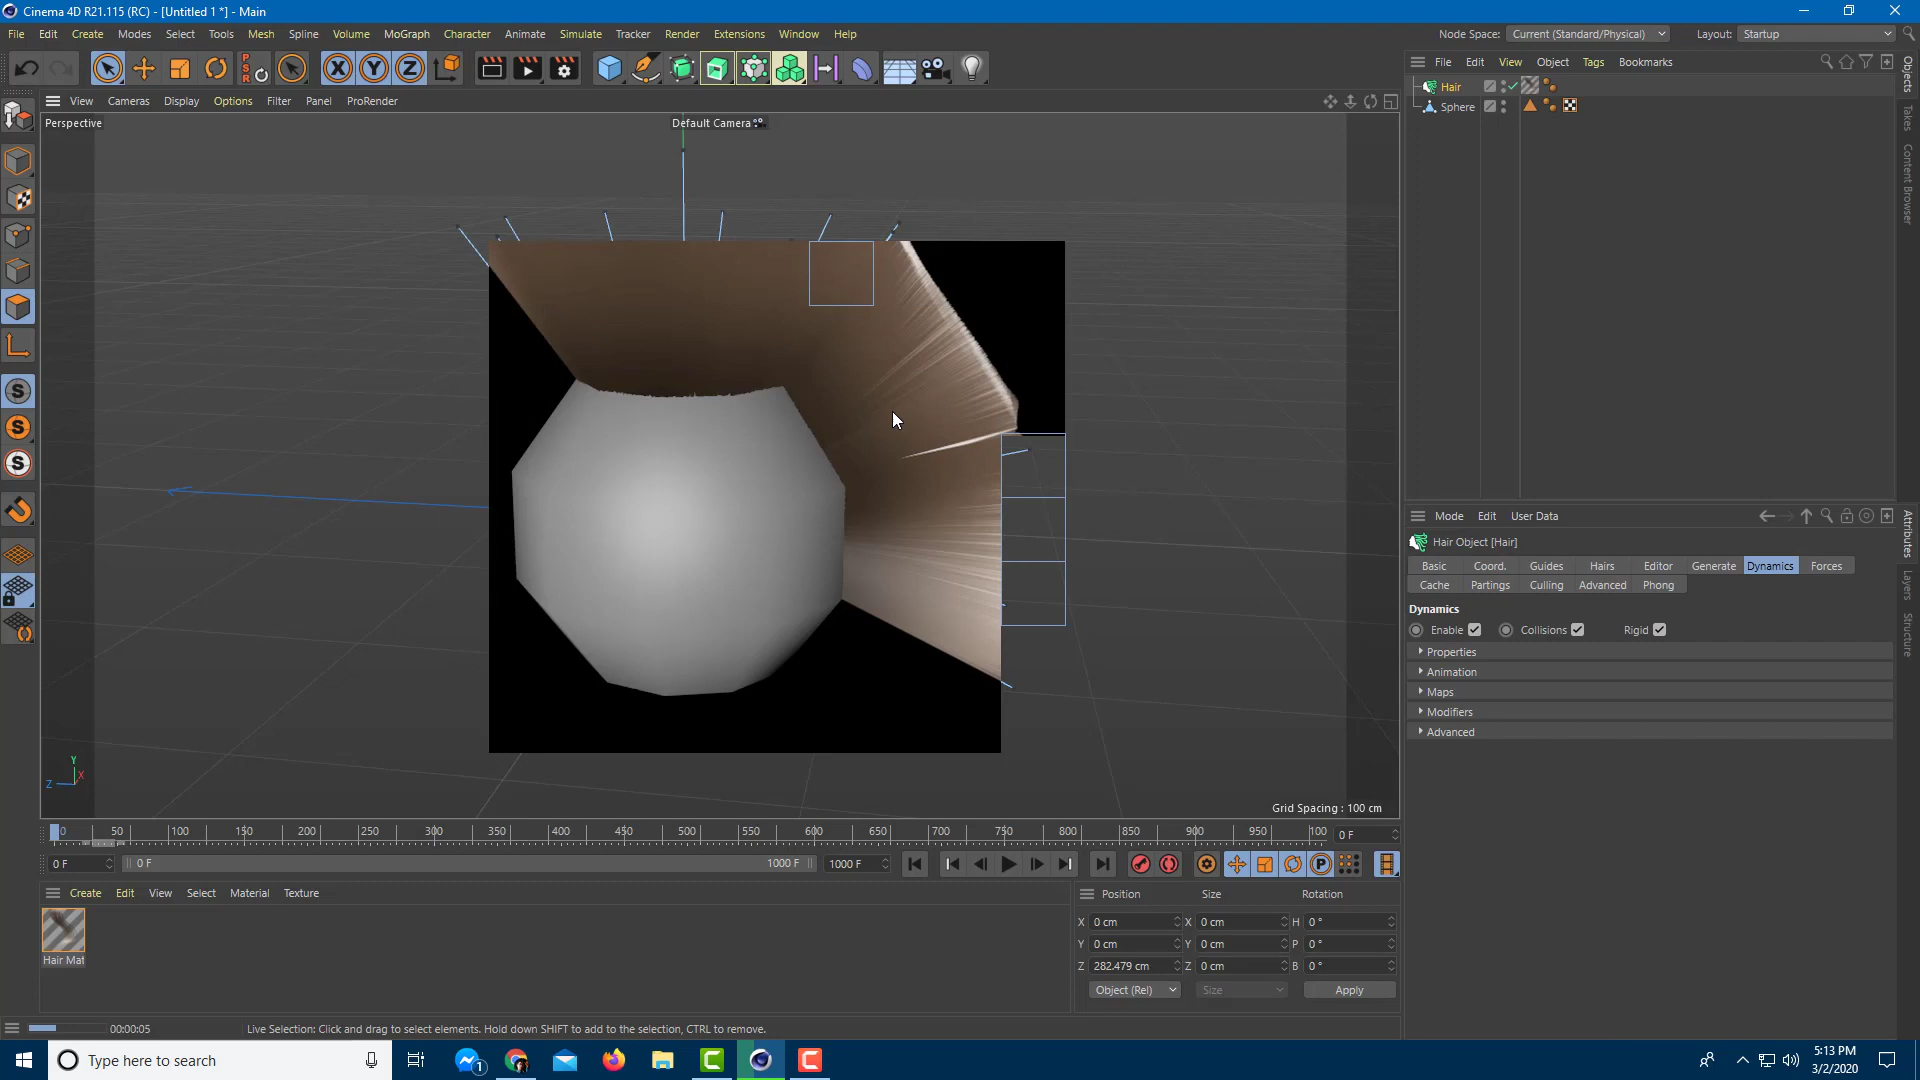 Cinema 4D R21.115 (RC) - [Untitled 1 *] - Main
File Edit Create Modes Select Tools Mesh Spline Volume MoGraph Character Animate Simulate Tracker Render Extensions Window Help
Node Space: Current (Standard/Physical) Layout: Startup
PSR X Y Z
View Cameras Display Options Filter Panel ProRender
File Edit View Object Tags Bookmarks
Perspective
Default Camera
Hair
Sphere
Objects
Takes
Content Browser
S
S
S
Mode Edit User Data
Hair Object [Hair]
Basic Coord. Guides Hairs Editor Generate Dynamics Forces
Cache Partings Culling Advanced Phong
Dynamics
Enable Collisions Rigid
Properties
Animation
Maps
Modifiers
Advanced
Attributes
Layers
Structure
Y
Z X
Grid Spacing : 100 cm
0 50 100 150 200 250 300 350 400 450 500 550 600 650 700 750 800 850 900 950 100 0 F
0 F 0 F 1000 F 1000 F P
Create Edit View Select Material Texture
Hair Mat
Position Size Rotation
X 0 cm X 0 cm H 0 °
Y 0 cm Y 0 cm P 0 °
Z 282.479 cm Z 0 cm B 0 °
Object (Rel) Size Apply
00:00:05 Live Selection: Click and drag to select elements. Hold down SHIFT to add to the selection, CTRL to remove.
Type here to search
1
5:13 PM
3/2/2020